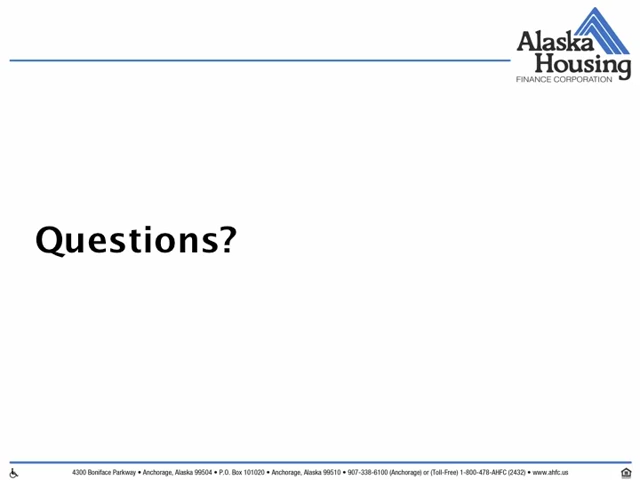 Alaska
Housing
FINANCE CORPORATION
Questions?
4300 Boniface Parkway • Anchorage, Alaska 99504 • P.O. Box 101020 • Anchorage, Alaska 99510 • 907-338-6100 (Anchorage) or (Toll-Free) 1-800-478-AHFC (2432) • www.ahfc.us